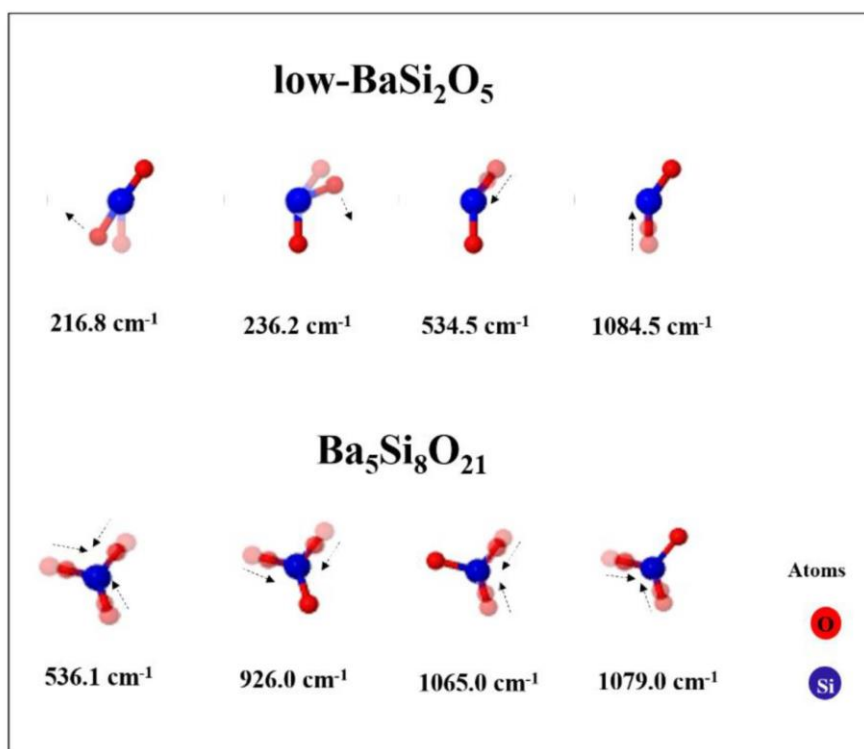 low-BaSi₂O₅
216.8 cm⁻¹ 236.2 cm⁻¹ 534.5 cm⁻¹ 1084.5 cm⁻¹
Ba₅Si₈O₂₁
Atoms
O
536.1 cm⁻¹ 926.0 cm⁻¹ 1065.0 cm⁻¹ 1079.0 cm⁻¹
Si